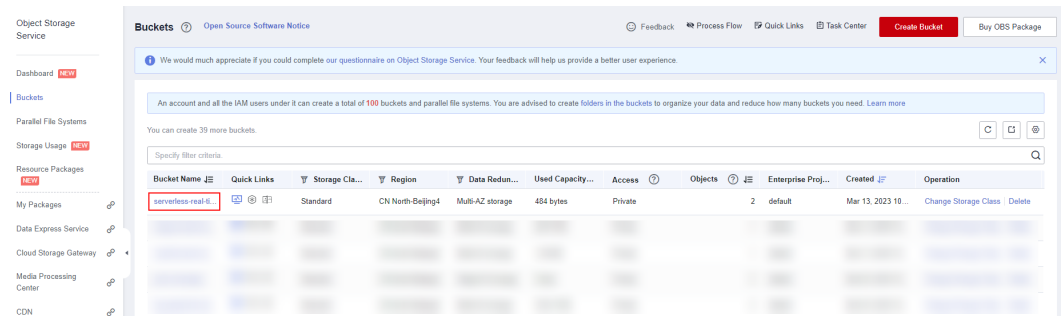 Object Storage
Service
Dashboard NEW
Buckets
Parallel File Systems
Storage Usage NEW
Resource Packages
NEW
My Packages
Data Express Service
Cloud Storage Gateway
Media Processing
Center
CDN
Buckets ? Open Source Software Notice
Feedback Process Flow Quick Links Task Center Create Bucket Buy OBS Package
We would much appreciate if you could complete our questionnaire on Object Storage Service. Your feedback will help us provide a better user experience.
An account and all the IAM users under it can create a total of 100 buckets and parallel file systems. You are advised to create folders in the buckets to organize your data and reduce how many buckets you need. Learn more
You can create 39 more buckets.
Specify filter criteria.
Bucket Name Quick Links Storage Cla... Region Data Redun... Used Capacity... Access ? Objects ? Enterprise Proj... Created Operation
serverless-real-ti... Standard CN North-Beijing4 Multi-AZ storage 484 bytes Private 2 default Mar 13, 2023 10... Change Storage Class Delete